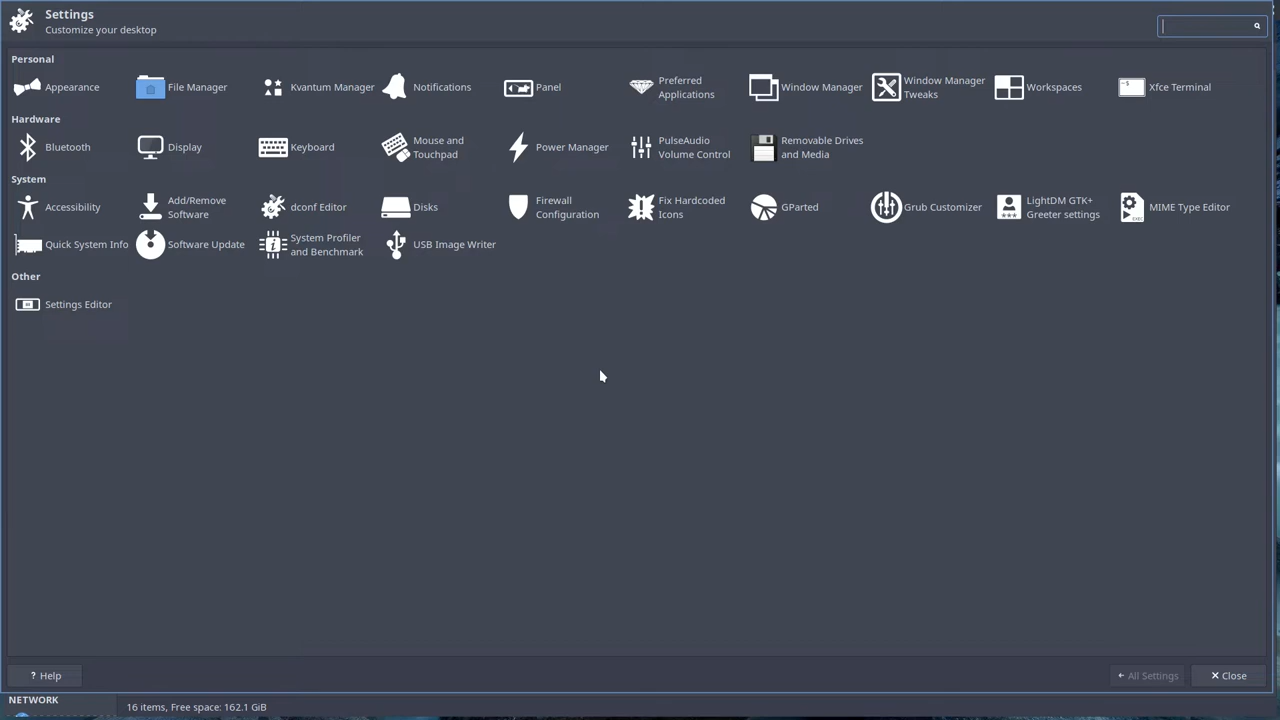 Settings
Customize your desktop
Personal
Appearance
File Manager
Kvantum Manager
Notifications
Panel
Preferred
Applications
Window Manager
Window Manager
Tweaks
Workspaces
Xfce Terminal
Hardware
Bluetooth
Display
Keyboard
Mouse and
Touchpad
Power Manager
PulseAudio
Volume Control
Removable Drives
and Media
System
Accessibility
Add/Remove
Software
dconf Editor
Disks
Firewall
Configuration
Fix Hardcoded
Icons
GParted
Grub Customizer
LightDM GTK+
Greeter settings
MIME Type Editor
Quick System Info
Software Update
System Profiler
and Benchmark
USB Image Writer
Other
Settings Editor
? Help
All Settings
Close
NETWORK
16 items, Free space: 162.1 GiB